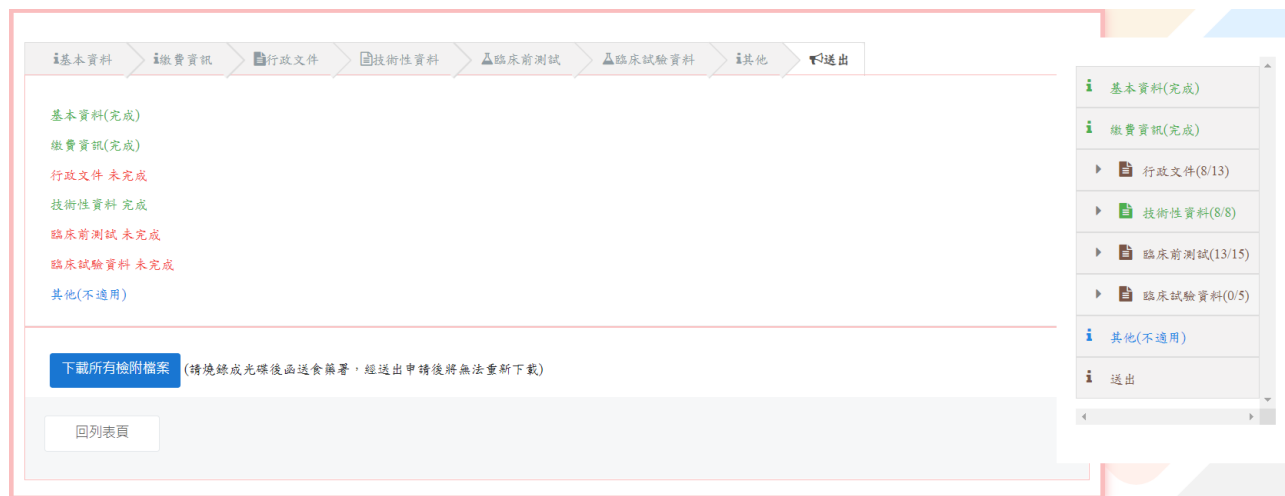 基本資料 繳費資訊 行政文件 技術性資料 臨床前測試 臨床試驗資料 其他 送出
基本資料(完成)
繳費資訊(完成)
行政文件 未完成
技術性資料 完成
臨床前測試 未完成
臨床試驗資料 未完成
其他(不適用)
下載所有檢附檔案 (請燒錄成光碟後函送食藥署，經送出申請後將無法重新下載)
回列表頁
基本資料(完成)
繳費資訊(完成)
行政文件(8/13)
技術性資料(8/8)
臨床前測試(13/15)
臨床試驗資料(0/5)
其他(不適用)
送出